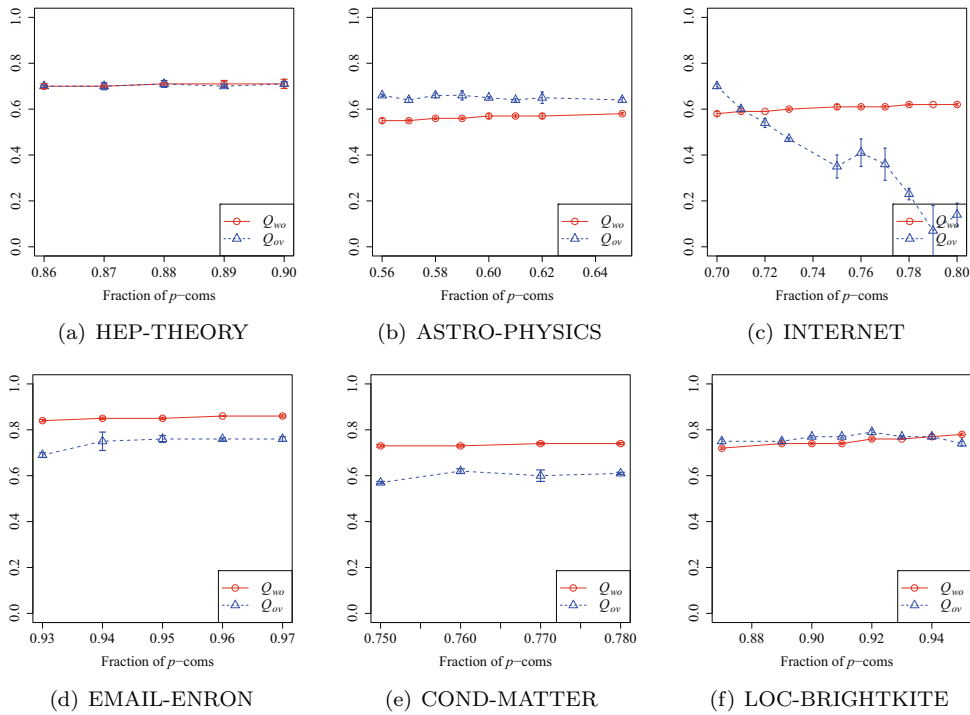 0.0 0.2 0.4 0.6 0.8 1.0
0.86 0.87 0.88 0.89 0.90
Q_wo
Q_ov
Fraction of p−coms
(a) HEP-THEORY
0.0 0.2 0.4 0.6 0.8 1.0
0.56 0.58 0.60 0.62 0.64
Q_wo
Q_ov
Fraction of p−coms
(b) ASTRO-PHYSICS
0.0 0.2 0.4 0.6 0.8 1.0
0.70 0.72 0.74 0.76 0.78 0.80
Q_wo
Q_ov
Fraction of p−coms
(c) INTERNET
0.0 0.2 0.4 0.6 0.8 1.0
0.93 0.94 0.95 0.96 0.97
Q_wo
Q_ov
Fraction of p−coms
(d) EMAIL-ENRON
0.0 0.2 0.4 0.6 0.8 1.0
0.750 0.760 0.770 0.780
Q_wo
Q_ov
Fraction of p−coms
(e) COND-MATTER
0.0 0.2 0.4 0.6 0.8 1.0
0.88 0.90 0.92 0.94
Q_wo
Q_ov
Fraction of p−coms
(f) LOC-BRIGHTKITE